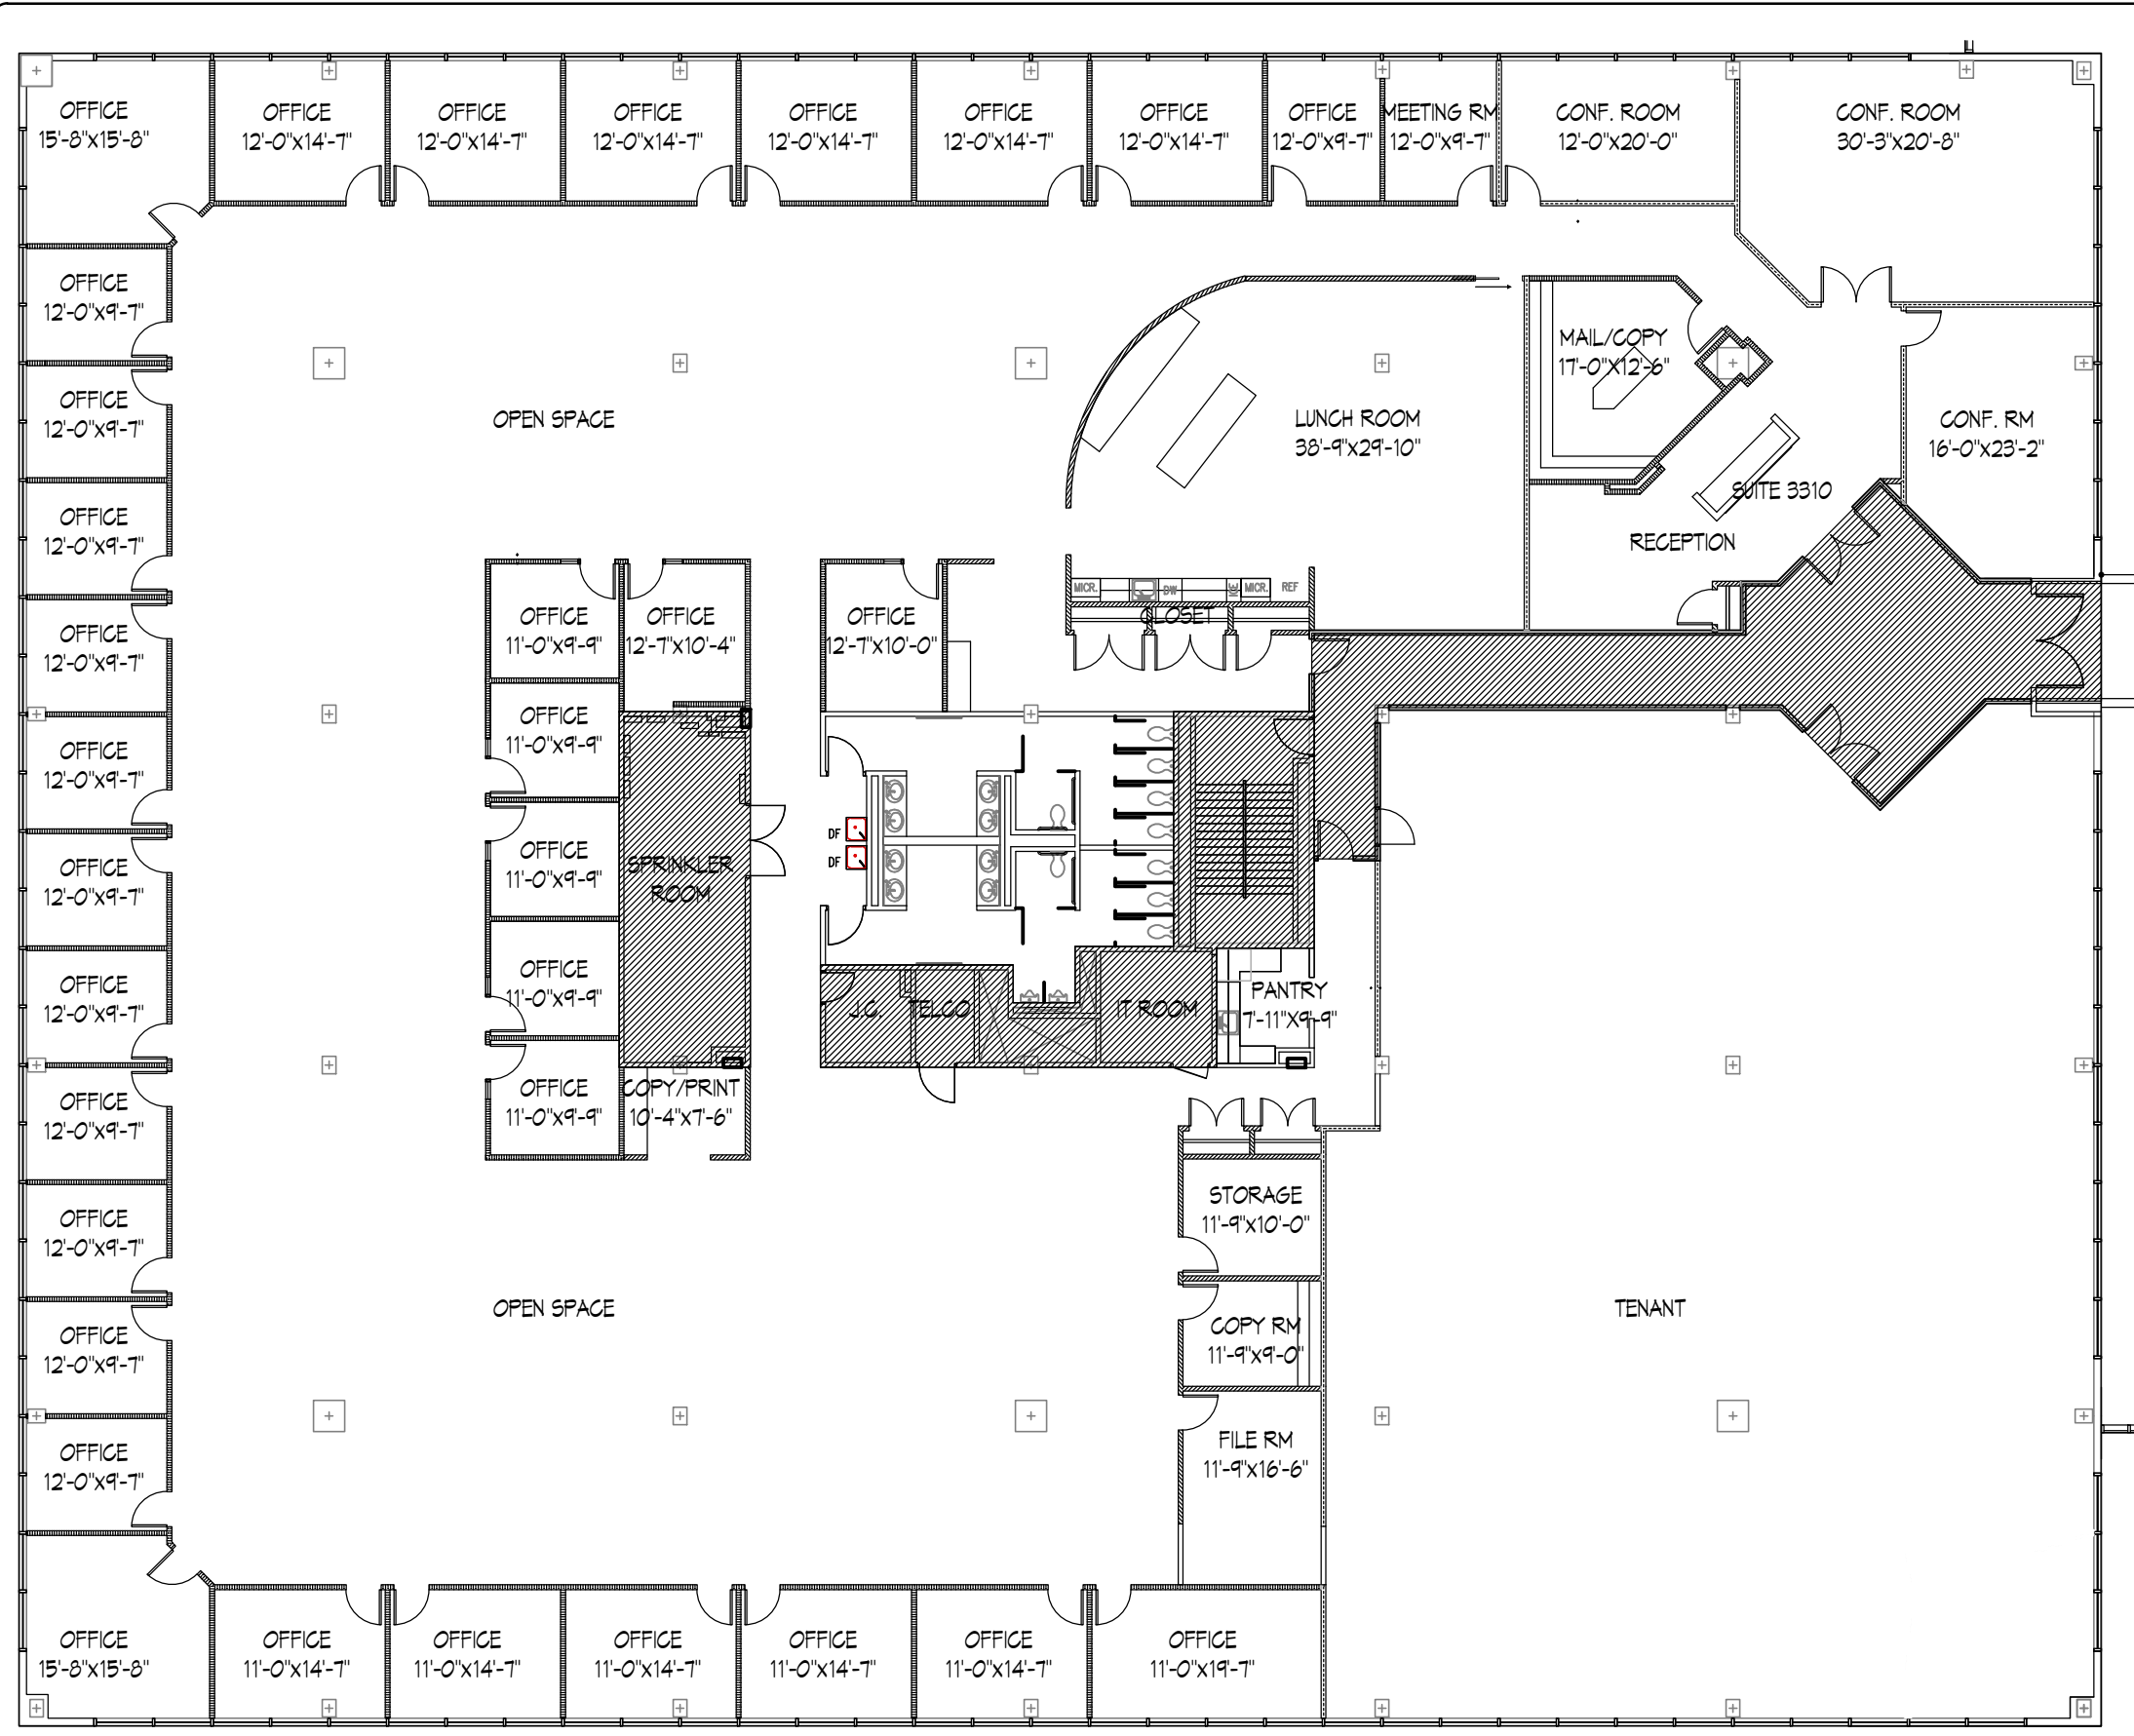 OFFICE
15'-8"x15'-8"
OFFICE
12'-0"x14'-7"
OFFICE
12'-0"x14'-7"
OFFICE
12'-0"x14'-7"
OFFICE
12'-0"x14'-7"
OFFICE
12'-0"x14'-7"
OFFICE
12'-0"x14'-7"
OFFICE
12'-0"x9'-7"
MEETING RM
12'-0"x9'-7"
CONF. ROOM
12'-0"x20'-0"
CONF. ROOM
30'-3"x20'-8"
OFFICE
12'-0"x9'-7"
OFFICE
12'-0"x9'-7"
OFFICE
12'-0"x9'-7"
OFFICE
12'-0"x9'-7"
OFFICE
12'-0"x9'-7"
OFFICE
12'-0"x9'-7"
OFFICE
12'-0"x9'-7"
OFFICE
12'-0"x9'-7"
OFFICE
12'-0"x9'-7"
OFFICE
12'-0"x9'-7"
OFFICE
12'-0"x9'-7"
OFFICE
15'-8"x15'-8"
OPEN SPACE
LUNCH ROOM
38'-9"x29'-10"
MAIL/COPY
17'-0"x12'-6"
CONF. RM
16'-0"x23'-2"
SUITE 3310
RECEPTION
MICR.
DW
ICE
MICR.
REF
CLOSET
OFFICE
11'-0"x9'-9"
OFFICE
12'-7"x10'-4"
OFFICE
12'-7"x10'-0"
OFFICE
11'-0"x9'-9"
OFFICE
11'-0"x9'-9"
OFFICE
11'-0"x9'-9"
OFFICE
11'-0"x9'-9"
SPRINKLER
ROOM
DF
DF
J.C.
TELCO
IT ROOM
PANTRY
7'-11"x9'-9"
COPY/PRINT
10'-4"x7'-6"
STORAGE
11'-9"x10'-0"
COPY RM
11'-9"x9'-0"
FILE RM
11'-9"x16'-6"
OPEN SPACE
TENANT
OFFICE
11'-0"x14'-7"
OFFICE
11'-0"x14'-7"
OFFICE
11'-0"x14'-7"
OFFICE
11'-0"x14'-7"
OFFICE
11'-0"x14'-7"
OFFICE
11'-0"x19'-7"